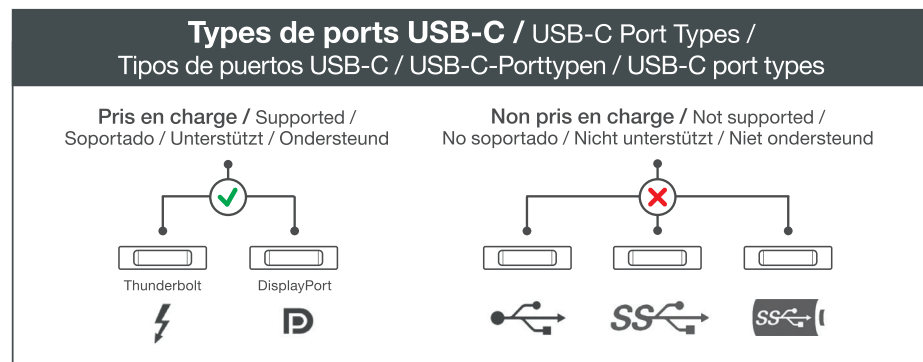 Types de ports USB-C / USB-C Port Types /
Tipos de puertos USB-C / USB-C-Porttypen / USB-C port types
Pris en charge / Supported /
Soportado / Unterstützt / Ondersteund
Non pris en charge / Not supported /
No soportado / Nicht unterstützt / Niet ondersteund
Thunderbolt
DisplayPort
SS
SS